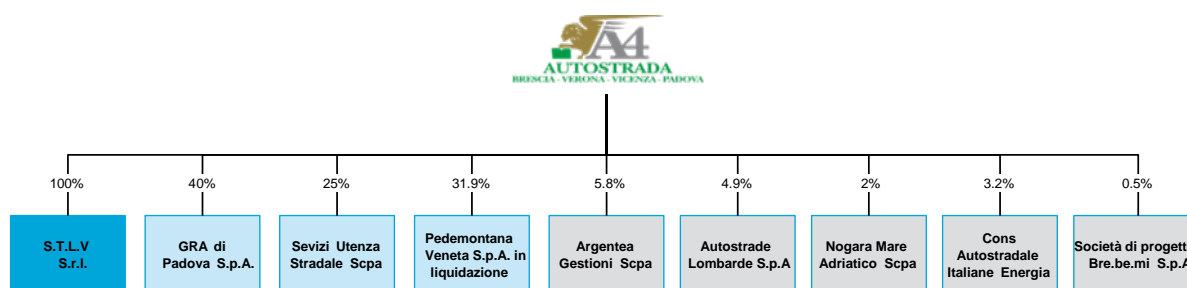 A4
AUTOSTRADA
BRESCIA - VERONA - VICENZA - PADOVA
100%
40%
25%
31.9%
5.8%
4.9%
2%
3.2%
0.5%
S.T.L.V
S.r.l.
GRA di
Padova S.p.A.
Sevizi Utenza
Stradale Scpa
Pedemontana
Veneta S.p.A. in
liquidazione
Argentea
Gestioni Scpa
Autostrade
Lombarde S.p.A
Nogara Mare
Adriatico Scpa
Cons
Autostradale
Italiane Energia
Società di progett
Bre.be.mi S.p.A